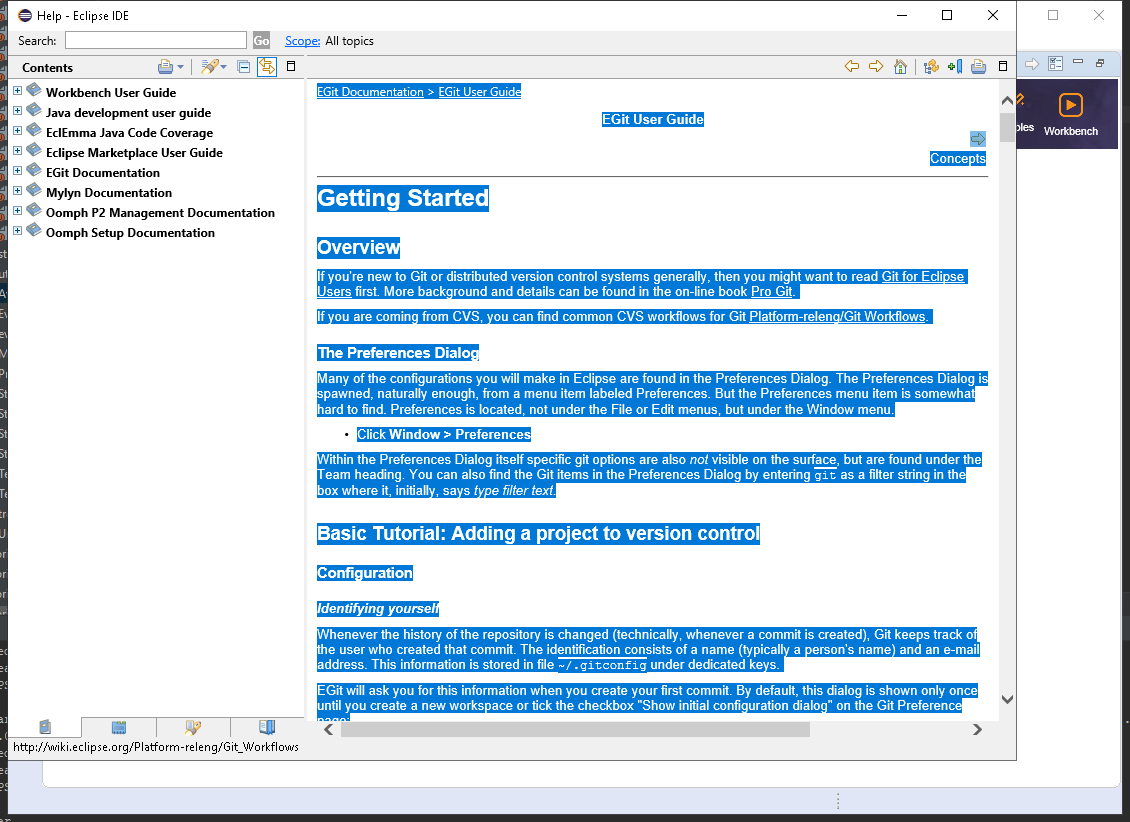 Help - Eclipse IDE
Search:
Go
Scope: All topics
Contents
Workbench User Guide
Java development user guide
EclEmma Java Code Coverage
Eclipse Marketplace User Guide
EGit Documentation
Mylyn Documentation
Oomph P2 Management Documentation
Oomph Setup Documentation
EGit Documentation > EGit User Guide
EGit User Guide
Concepts
Getting Started
Overview
If you're new to Git or distributed version control systems generally, then you might want to read Git for Eclipse
Users first. More background and details can be found in the on-line book Pro Git.
If you are coming from CVS, you can find common CVS workflows for Git Platform-releng/Git Workflows.
The Preferences Dialog
Many of the configurations you will make in Eclipse are found in the Preferences Dialog. The Preferences Dialog is
spawned, naturally enough, from a menu item labeled Preferences. But the Preferences menu item is somewhat
hard to find. Preferences is located, not under the File or Edit menus, but under the Window menu.
• Click Window > Preferences
Within the Preferences Dialog itself specific git options are also not visible on the surface, but are found under the
Team heading. You can also find the Git items in the Preferences Dialog by entering git as a filter string in the
box where it, initially, says type filter text.
Basic Tutorial: Adding a project to version control
Configuration
Identifying yourself
Whenever the history of the repository is changed (technically, whenever a commit is created), Git keeps track of
the user who created that commit. The identification consists of a name (typically a person's name) and an e-mail
address. This information is stored in file ~/.gitconfig under dedicated keys.
EGit will ask you for this information when you create your first commit. By default, this dialog is shown only once
until you create a new workspace or tick the checkbox "Show initial configuration dialog" on the Git Preference
page:
http://wiki.eclipse.org/Platform-releng/Git_Workflows
ples
Workbench